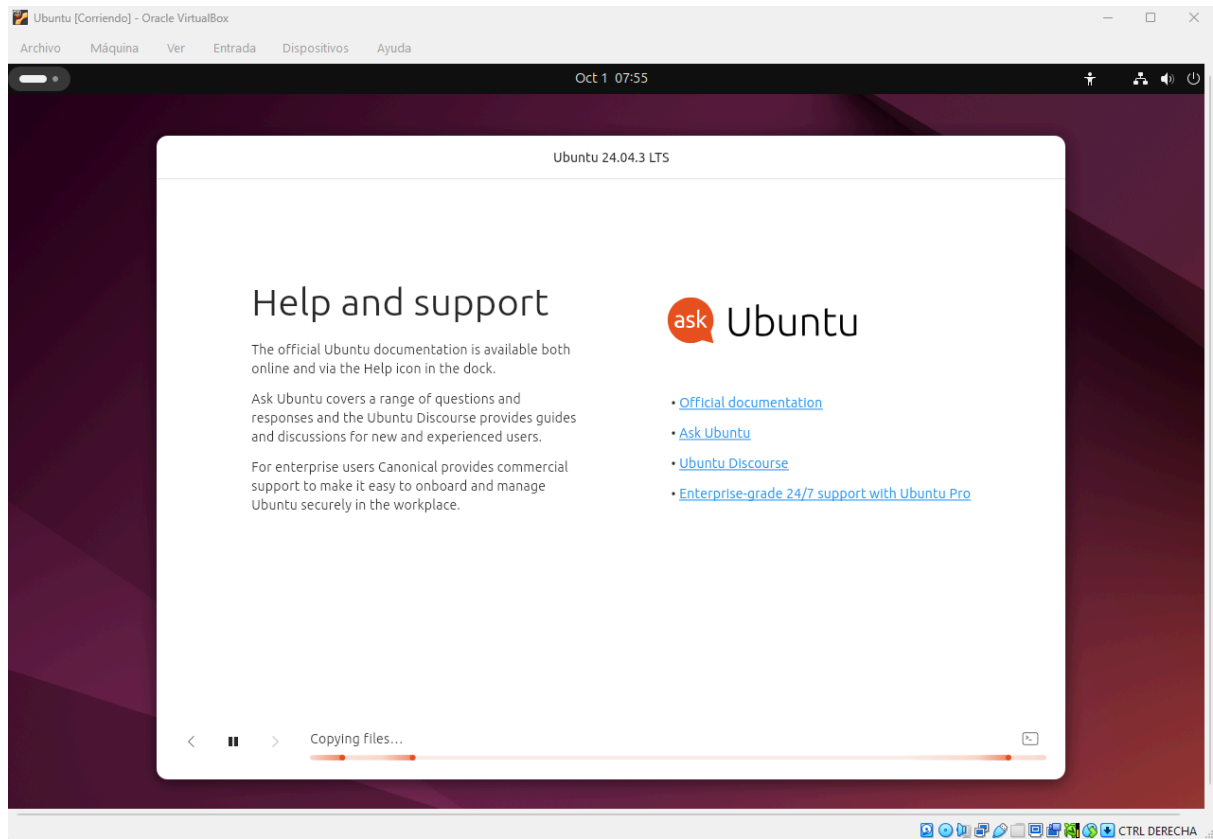 Ubuntu [Corriendo] - Oracle VirtualBox
Archivo Máquina Ver Entrada Dispositivos Ayuda
Oct 1 07:55
Ubuntu 24.04.3 LTS
Help and support
The official Ubuntu documentation is available both
online and via the Help icon in the dock.
Ask Ubuntu covers a range of questions and
responses and the Ubuntu Discourse provides guides
and discussions for new and experienced users.
For enterprise users Canonical provides commercial
support to make it easy to onboard and manage
Ubuntu securely in the workplace.
ask Ubuntu
• Official documentation
• Ask Ubuntu
• Ubuntu Discourse
• Enterprise-grade 24/7 support with Ubuntu Pro
Copying files...
CTRL DERECHA